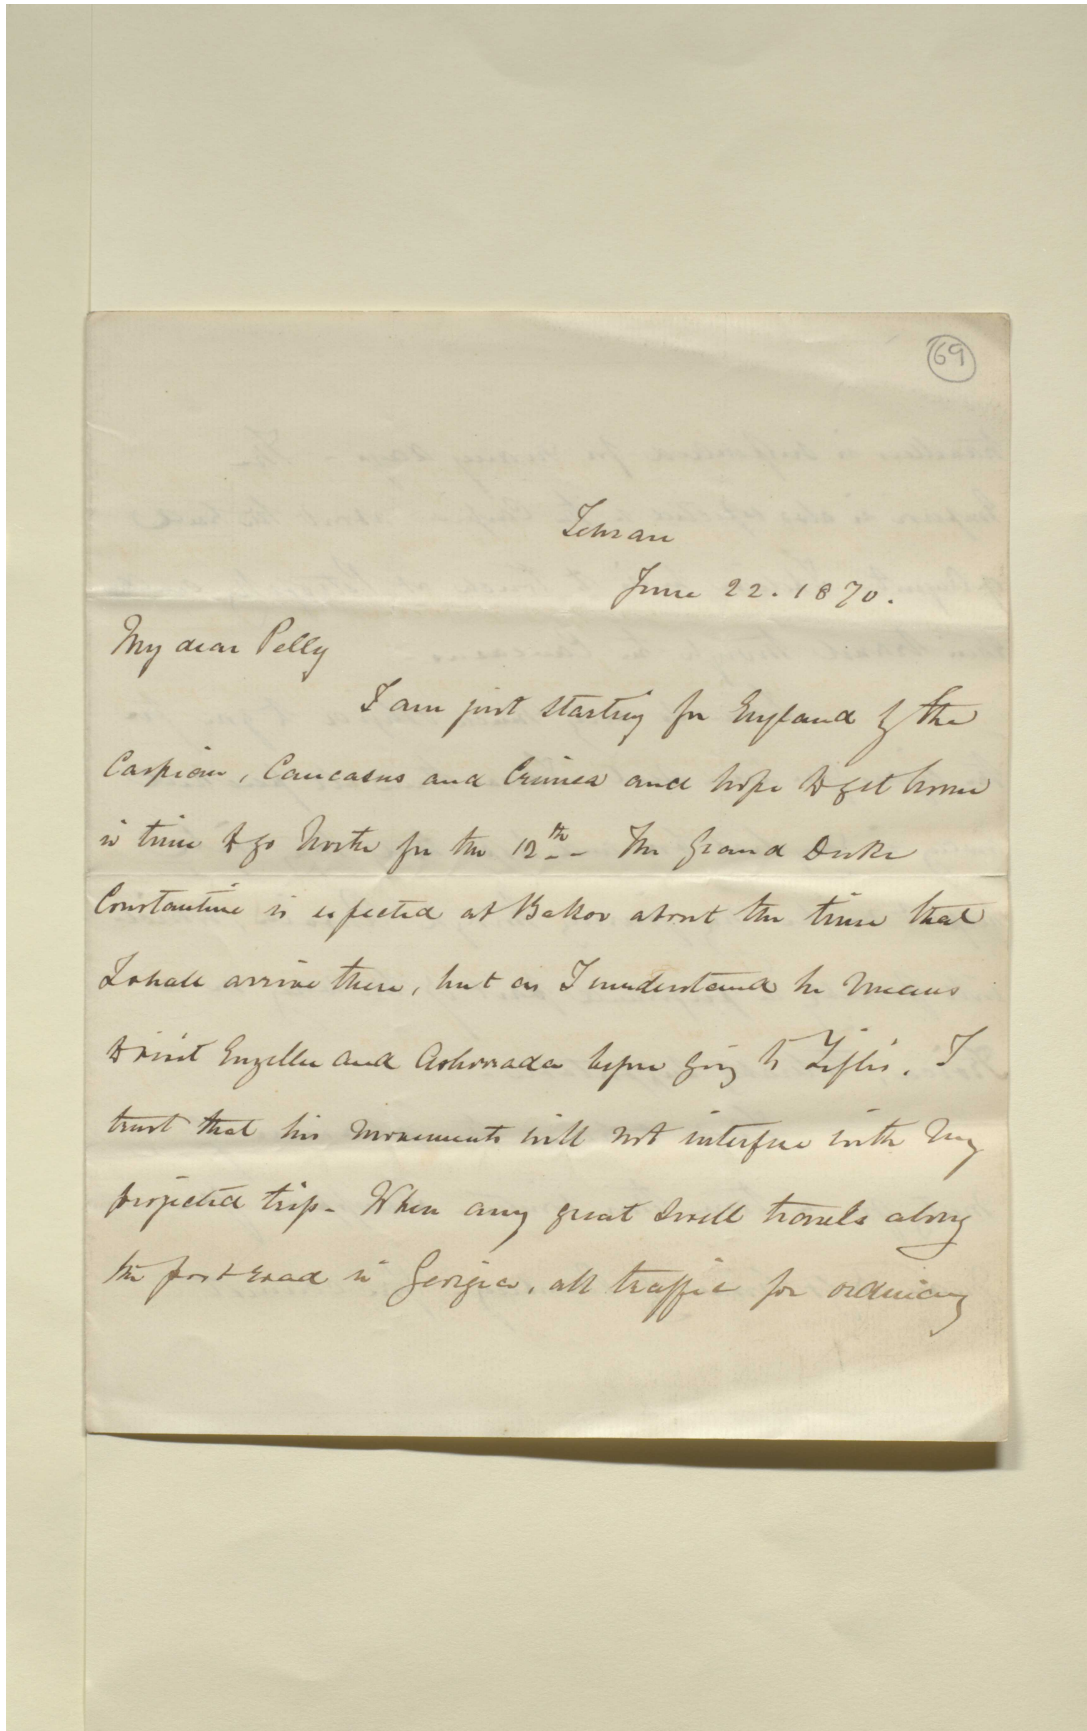 69
Tehran
June 22. 1870.
My dear Pelly
I am just starting for England by the
Caspian, Caucasus and Crimea and hope to get home
in time to go North for the 12th - The Grand Duke
Constantine is expected at Bakou about the time that
I shall arrive there, but as I understand he means
to visit Enzellee and Ashorada before going to Tiflis, I
trust that his movements will not interfere with my
projected trip - When any great swell travels along
the post road in Georgia, all traffic for ordinary